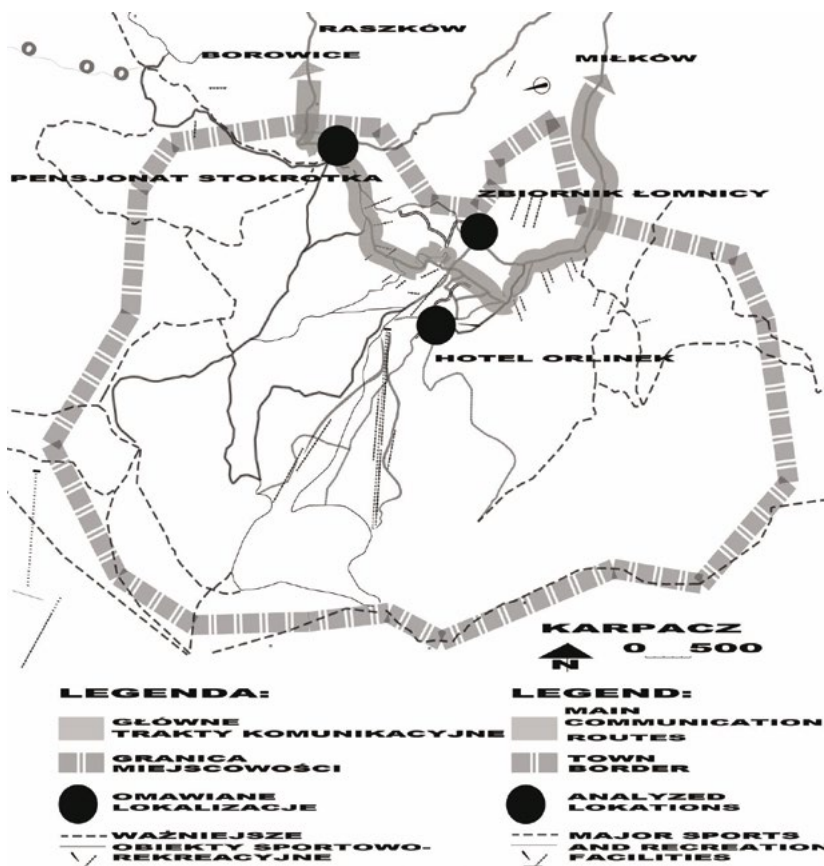 RASZKÓW
BOROWICE
MIŁKÓW
PENSJONAT STOKROTKA
ZBIORNIK ŁOMNICY
HOTEL ORLINEK
KARPACZ
N
0 500
LEGENDA:
GŁÓWNE
TRAKTY KOMUNIKACYJNE
GRANICA
MIEJSCOWOŚCI
OMAWIANE
LOKALIZACJE
WAŻNIEJSZE
OBIEKTY SPORTOWO-
REKREACYJNE
LEGEND:
MAIN
COMMUNICATION
ROUTES
TOWN
BORDER
ANALYZED
LOKATIONS
MAJOR SPORTS
AND RECREATION
FACILITIES